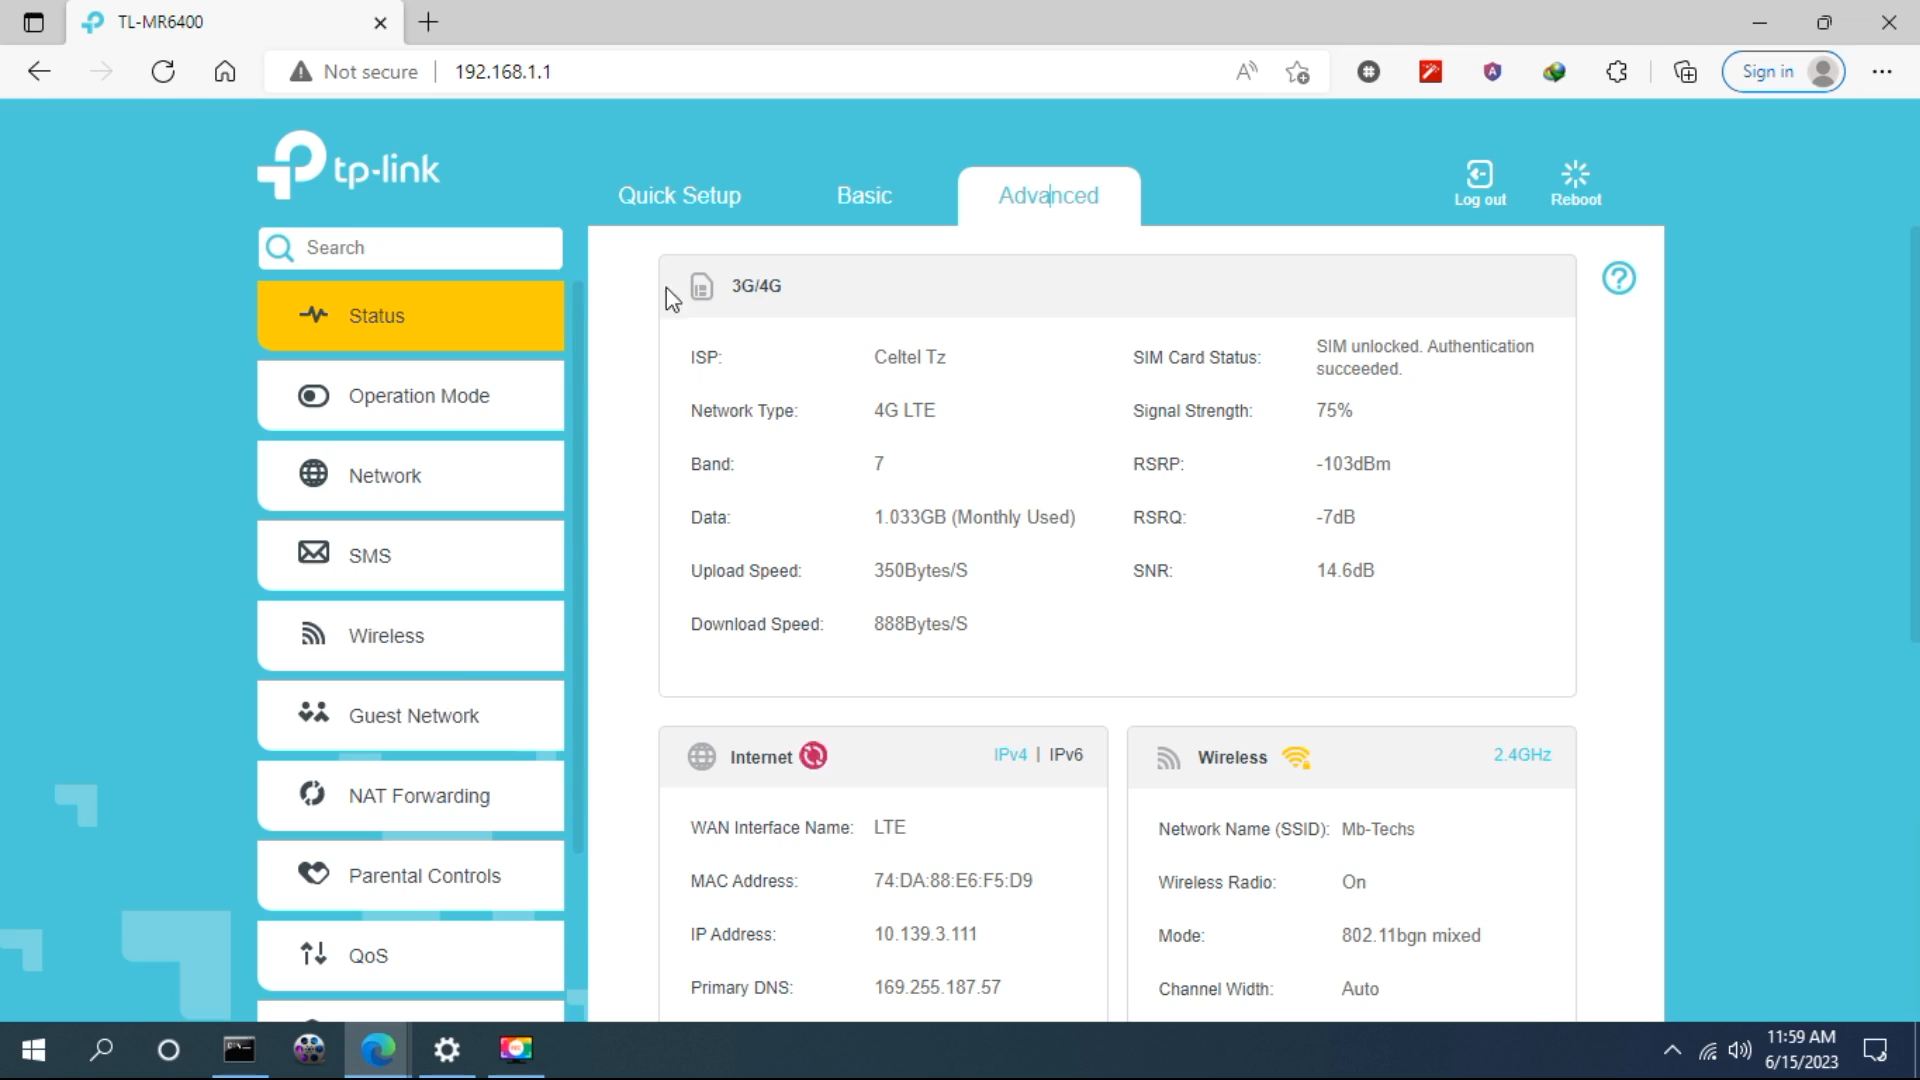 TL-MR6400
Not secure
192.168.1.1
Sign in
tp-link
Quick Setup
Basic
Advanced
Log out
Reboot
Search
Status
Operation Mode
Network
SMS
Wireless
Guest Network
NAT Forwarding
Parental Controls
QoS
3G/4G
ISP: Celtel Tz
SIM Card Status: SIM unlocked. Authentication
succeeded.
Network Type: 4G LTE
Signal Strength: 75%
Band: 7
RSRP: -103dBm
Data: 1.033GB (Monthly Used)
RSRQ: -7dB
Upload Speed: 350Bytes/S
SNR: 14.6dB
Download Speed: 888Bytes/S
Internet
IPv4 | IPv6
WAN Interface Name: LTE
MAC Address: 74:DA:88:E6:F5:D9
IP Address: 10.139.3.111
Primary DNS: 169.255.187.57
Wireless
2.4GHz
Network Name (SSID): Mb-Techs
Wireless Radio: On
Mode: 802.11bgn mixed
Channel Width: Auto
11:59 AM
6/15/2023